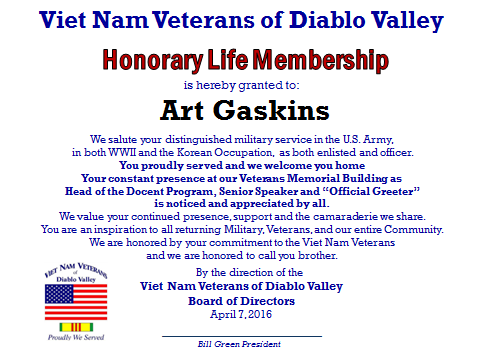 Viet Nam Veterans of Diablo Valley
Honorary Life Membership
is hereby granted to:
Art Gaskins
We salute your distinguished military service in the U.S. Army,
in both WWII and the Korean Occupation, as both enlisted and officer.
You proudly served and we welcome you home
Your constant presence at our Veterans Memorial Building as
Head of the Docent Program, Senior Speaker and “Official Greeter”
is noticed and appreciated by all.
We value your continued presence, support and the camaraderie we share.
You are an inspiration to all returning Military, Veterans, and our entire Community.
We are honored by your commitment to the Viet Nam Veterans
and we are honored to call you brother.
By the direction of the
Viet Nam Veterans of Diablo Valley
Board of Directors
April 7, 2016
Bill Green President
VIET NAM VETERANS
of Diablo Valley
Proudly We Served